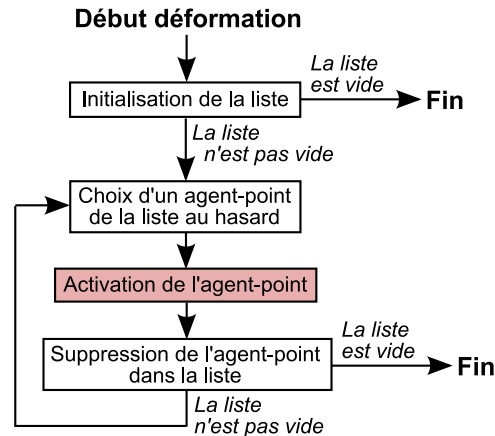 Début déformation
La liste
est vide
Initialisation de la liste
Fin
La liste
n'est pas vide
Choix d'un agent-point
de la liste au hasard
Activation de l'agent-point
Suppression de l'agent-point
dans la liste
La liste
est vide
Fin
La liste
n'est pas vide